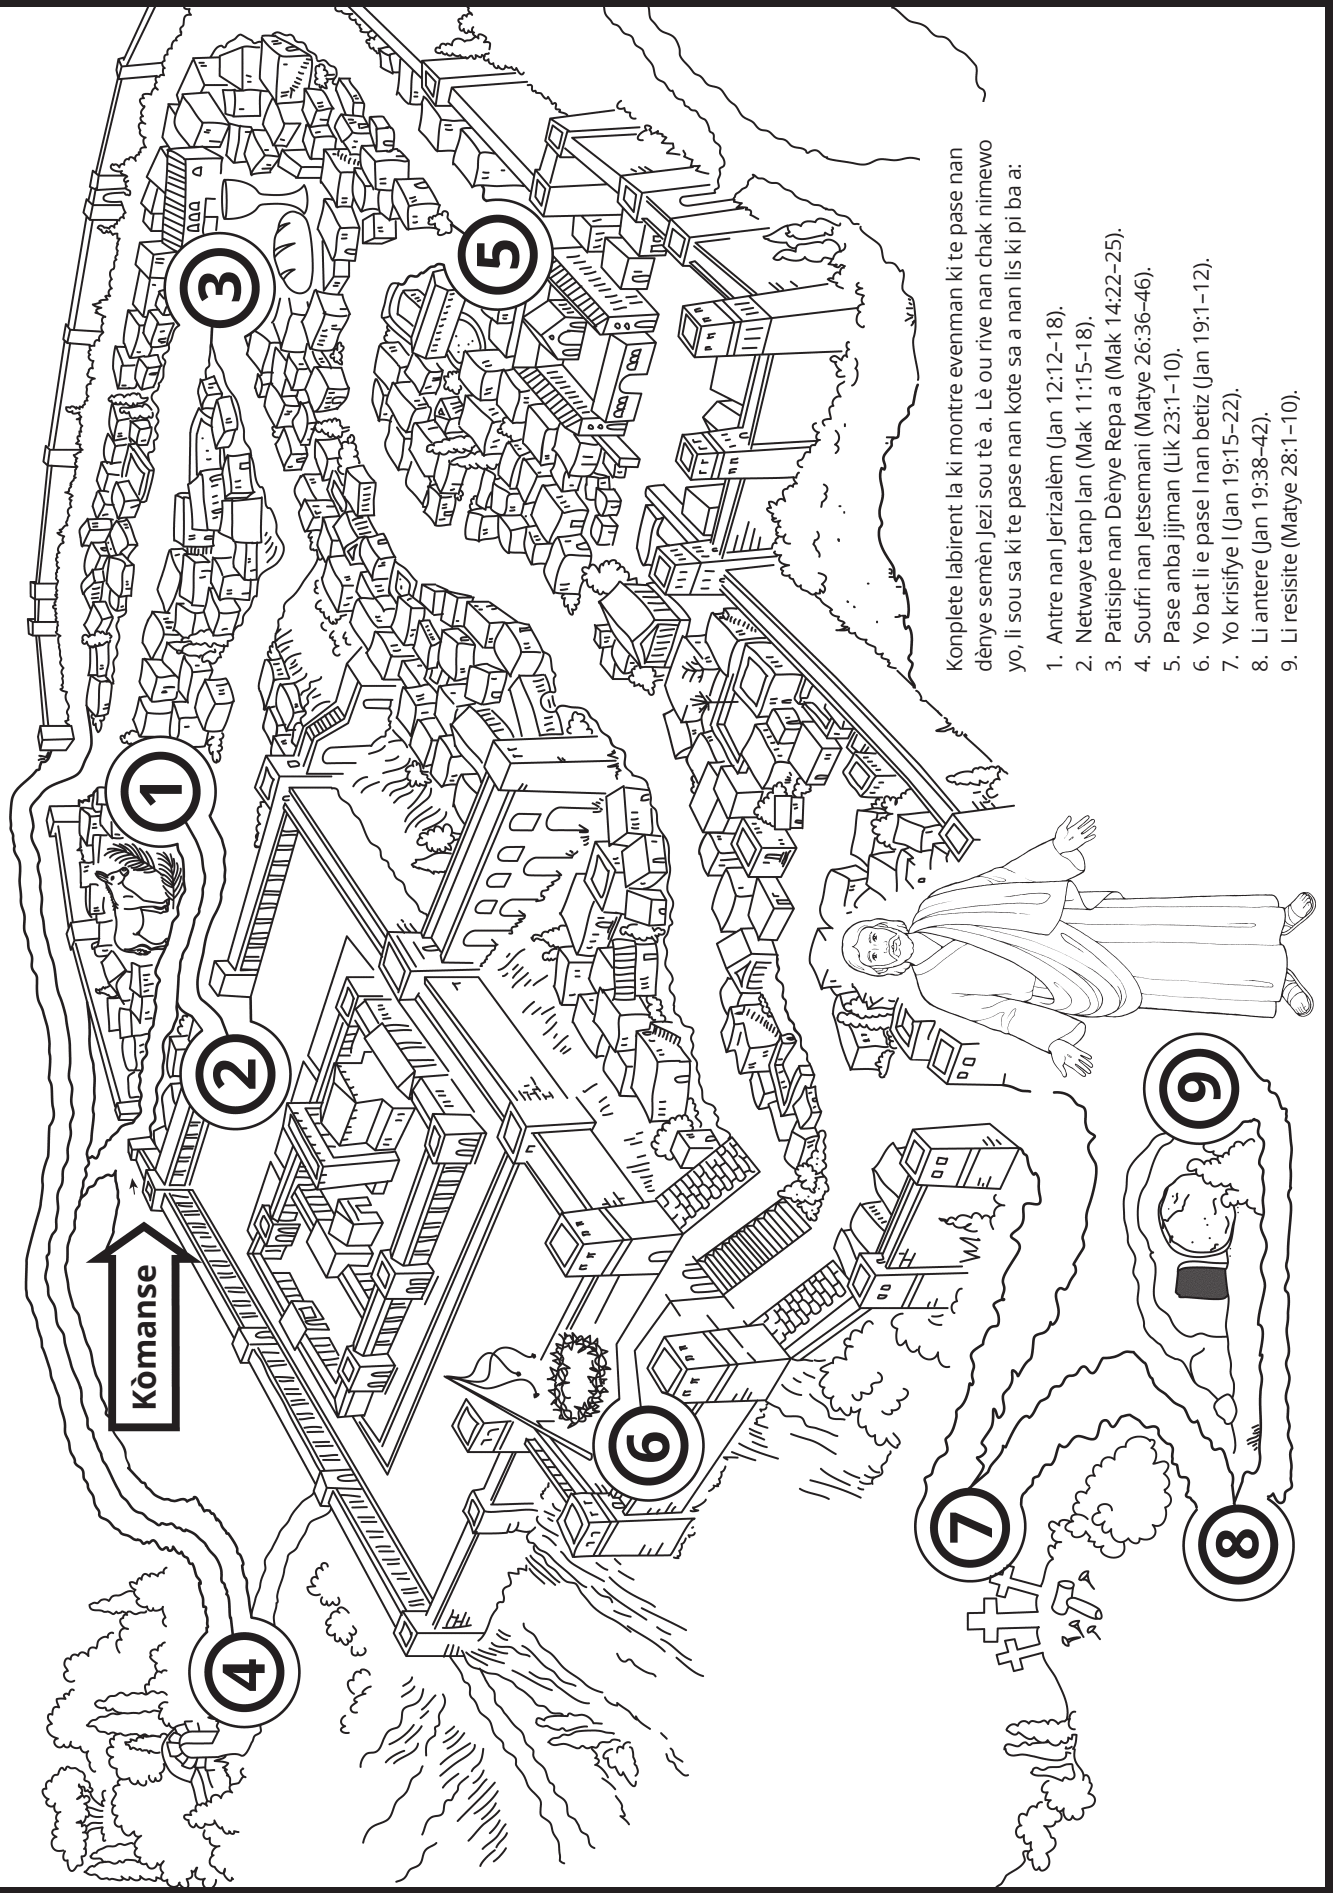 Kòmanse
1
2
3
4
5
6
7
8
9
Konplete labirent la ki montre evenman ki te pase nan
dènye semèn Jezi sou tè a. Lè ou rive nan chak nimewo
yo, li sou sa ki te pase nan kote sa a nan lis ki pi ba a:
1. Antre nan Jerizalèm (Jan 12:12–18).
2. Netwaye tanp lan (Mak 11:15–18).
3. Patisipe nan Dènye Repa a (Mak 14:22–25).
4. Soufri nan Jetsemani (Matye 26:36–46).
5. Pase anba jijman (Lik 23:1–10).
6. Yo bat li e pase l nan betiz (Jan 19:1–12).
7. Yo krisifye l (Jan 19:15–22).
8. Li antere (Jan 19:38–42).
9. Li resisite (Matye 28:1–10).